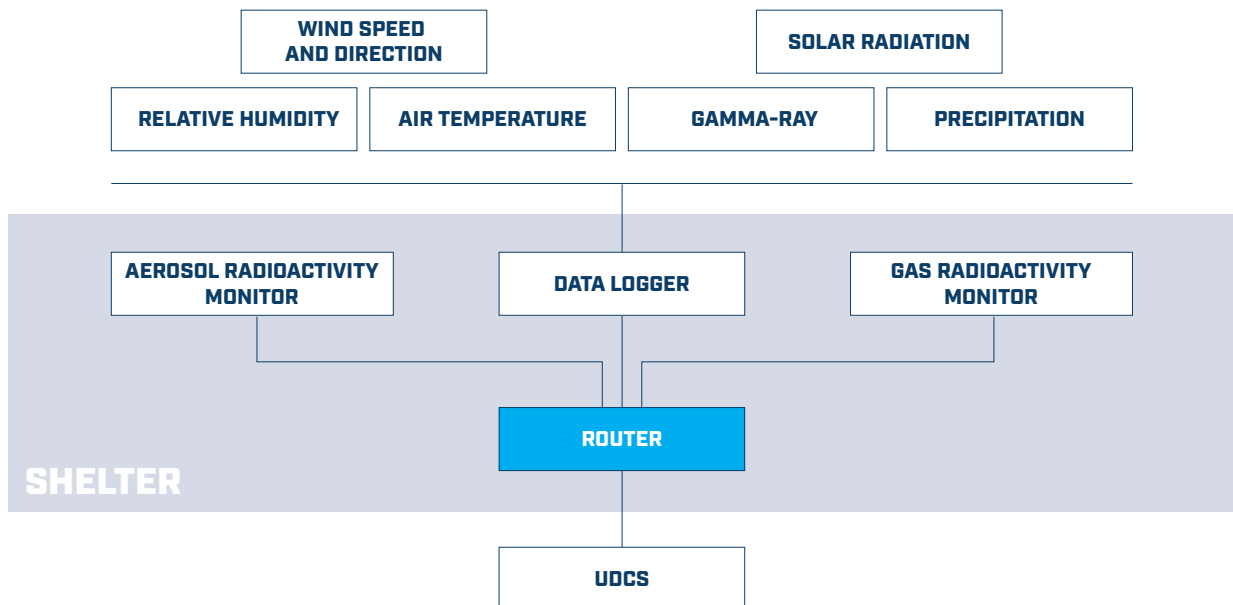 WIND SPEED
AND DIRECTION
SOLAR RADIATION
RELATIVE HUMIDITY
AIR TEMPERATURE
GAMMA-RAY
PRECIPITATION
AEROSOL RADIOACTIVITY
MONITOR
DATA LOGGER
GAS RADIOACTIVITY
MONITOR
ROUTER
SHELTER
UDCS